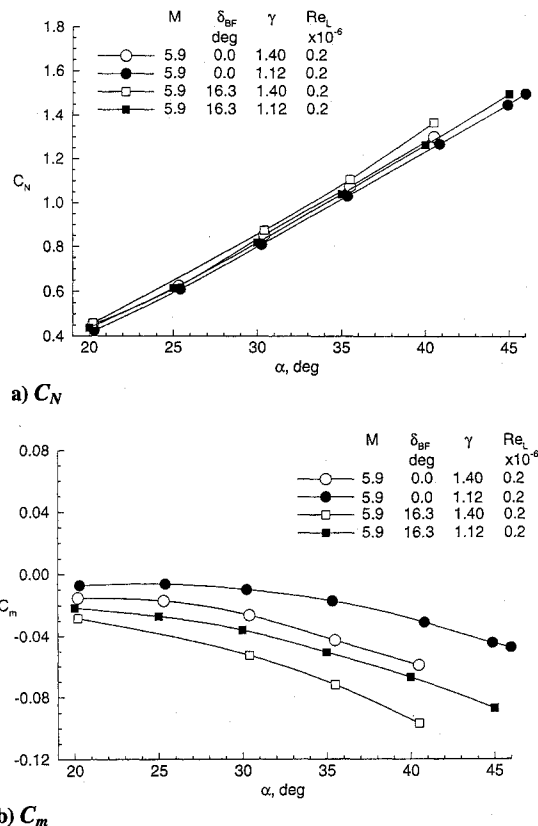 M δBF γ ReL
deg x10-6
5.9 0.0 1.40 0.2
5.9 0.0 1.12 0.2
5.9 16.3 1.40 0.2
5.9 16.3 1.12 0.2
1.8
1.6
1.4
1.2
CN
1.0
0.8
0.6
0.4
20 25 30 35 40 45
α, deg
a) CN
M δBF γ ReL
deg x10-6
5.9 0.0 1.40 0.2
5.9 0.0 1.12 0.2
5.9 16.3 1.40 0.2
5.9 16.3 1.12 0.2
0.08
0.04
0.00
Cm
-0.04
-0.08
-0.12
20 25 30 35 40 45
α, deg
b) Cm